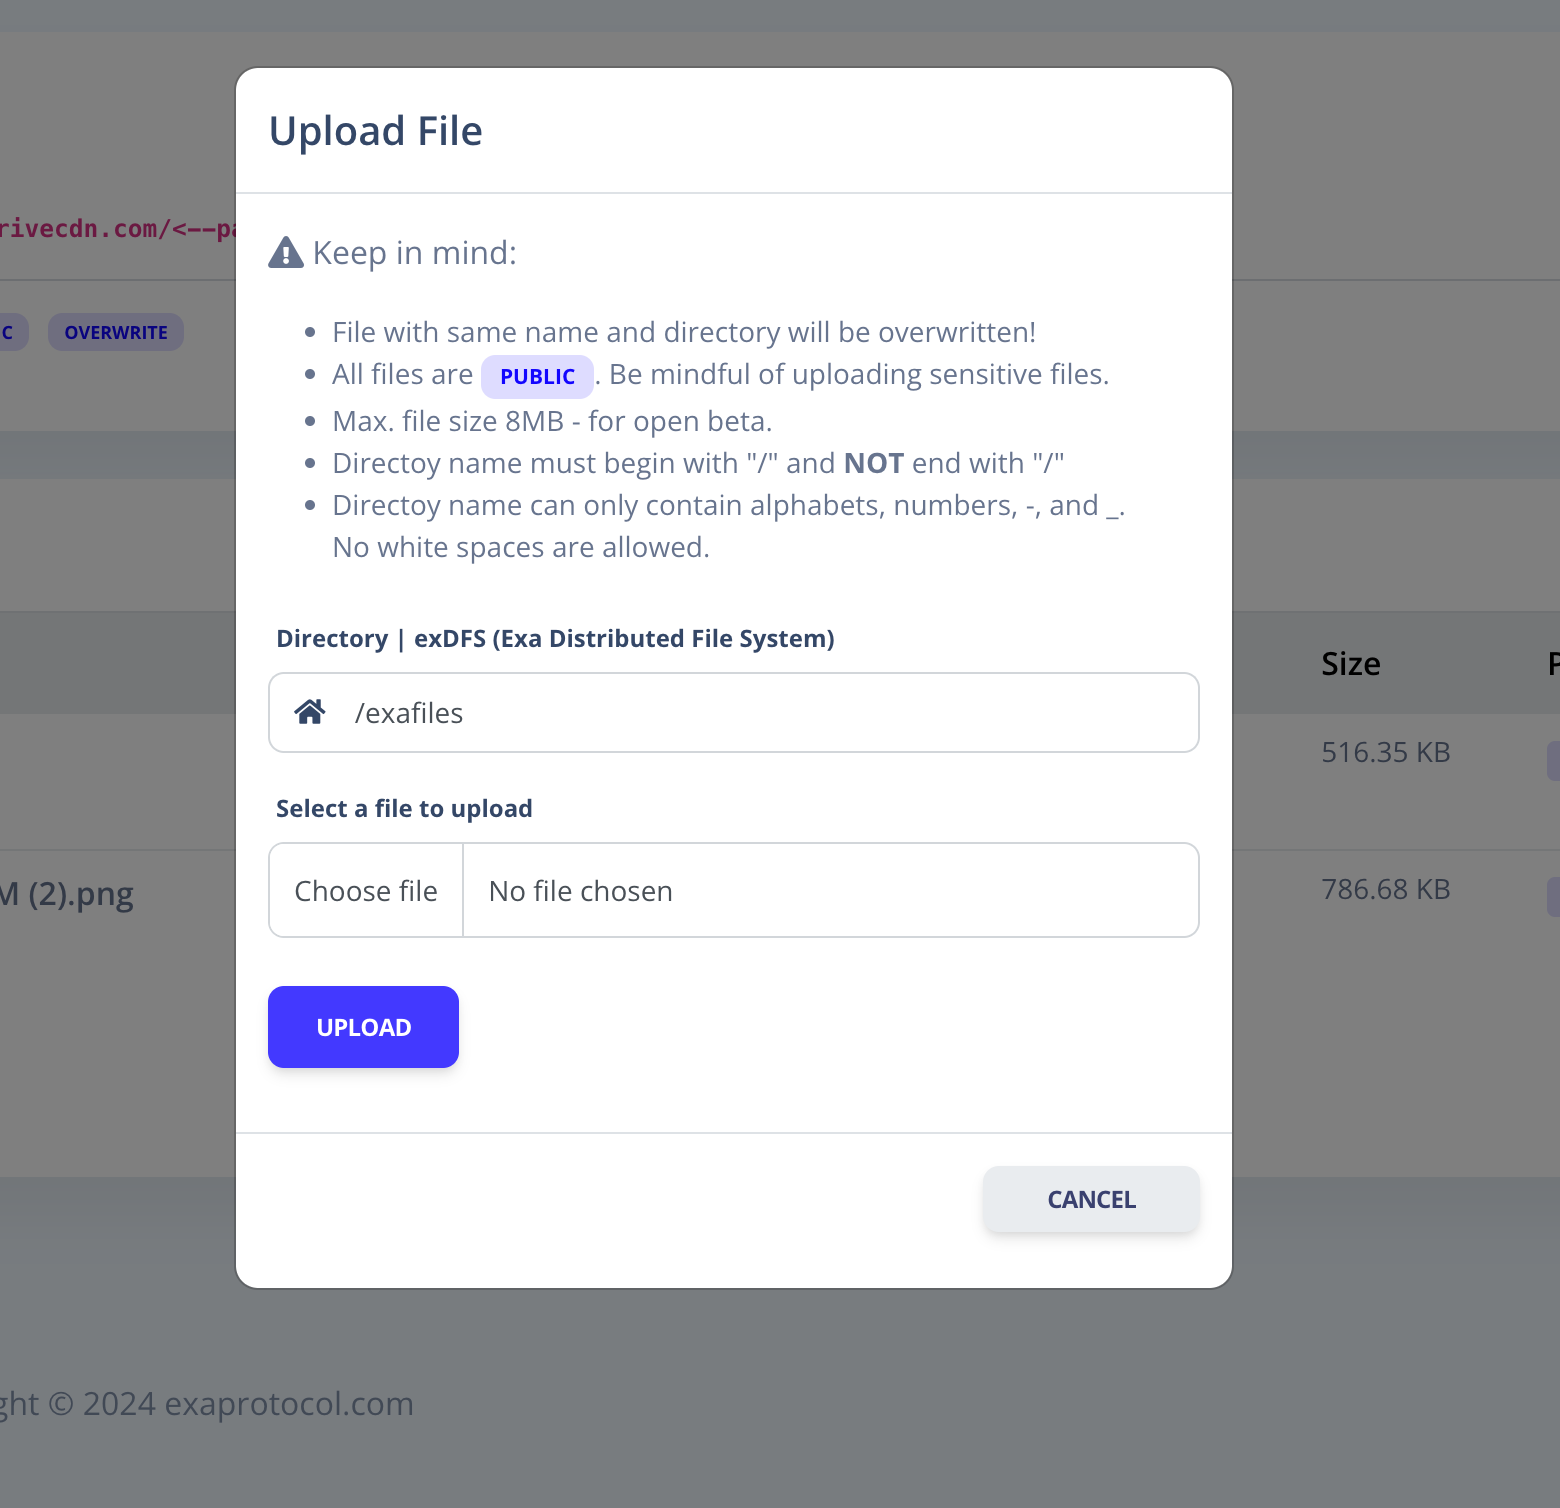 Upload File
rivecdn.com/<--pa
Keep in mind:
C OVERWRITE
File with same name and directory will be overwritten!
All files are PUBLIC. Be mindful of uploading sensitive files.
Max. file size 8MB - for open beta.
Directoy name must begin with "/" and NOT end with "/"
Directoy name can only contain alphabets, numbers, -, and _.
No white spaces are allowed.
Directory | exDFS (Exa Distributed File System)
Size P
/exafiles
516.35 KB
Select a file to upload
Choose file No file chosen
M (2).png
786.68 KB
UPLOAD
CANCEL
ght © 2024 exaprotocol.com